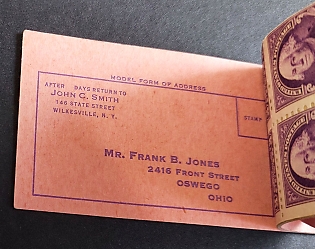 MODEL FORM OF ADDRESS
AFTER DAYS RETURN TO
JOHN C. SMITH
146 STATE STREET
WILKESVILLE, N. Y.
STAMP
MR. FRANK B. JONES
2416 FRONT STREET
OSWEGO
OHIO